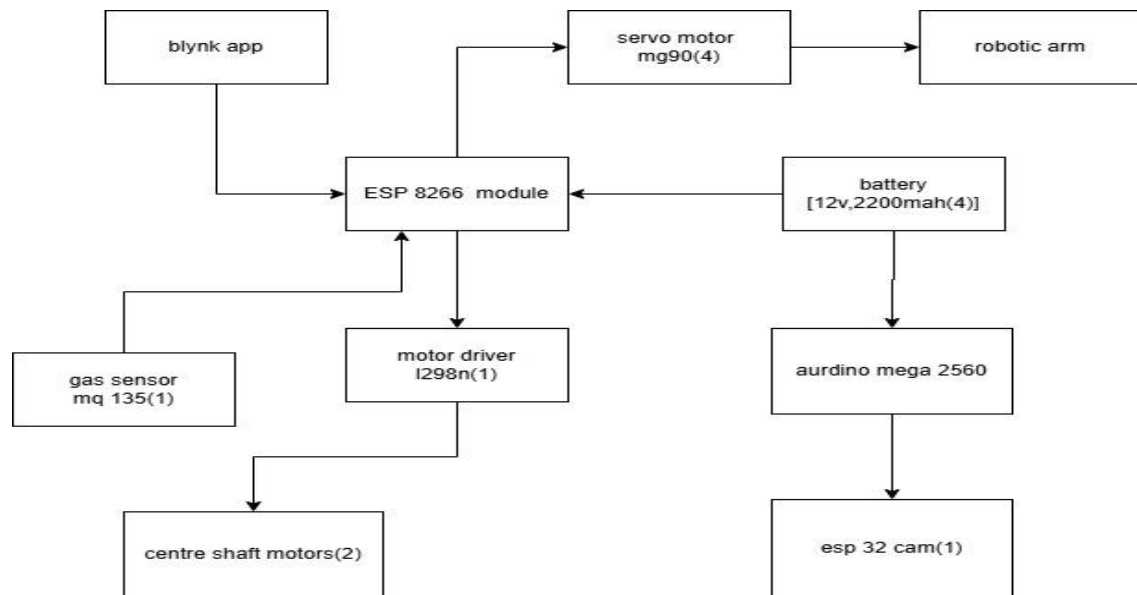 blynk app
servo motor
mg90(4)
robotic arm
ESP 8266 module
battery
[12v,2200mah(4)]
gas sensor
mq 135(1)
motor driver
l298n(1)
aurdino mega 2560
centre shaft motors(2)
esp 32 cam(1)